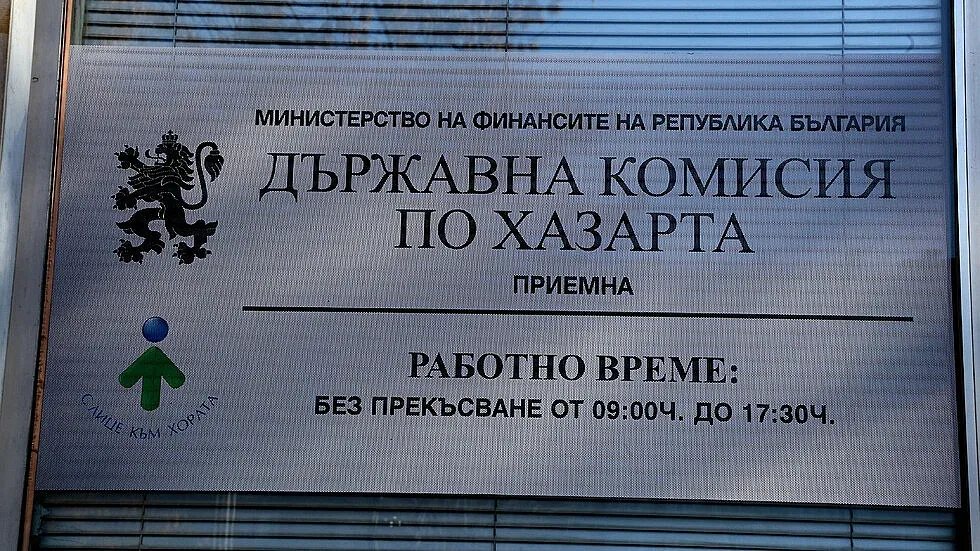 МИНИСТЕРСТВО НА ФИНАНСИТЕ НА РЕПУБЛИКА БЪЛГАРИЯ
ДЪРЖАВНА КОМИСИЯ
ПО ХАЗАРТА
ПРИЕМНА
РАБОТНО ВРЕМЕ:
БЕЗ ПРЕКЪСВАНЕ ОТ 09:00Ч. ДО 17:30Ч.
С ЛИЦЕ КЪМ ХОРАТА